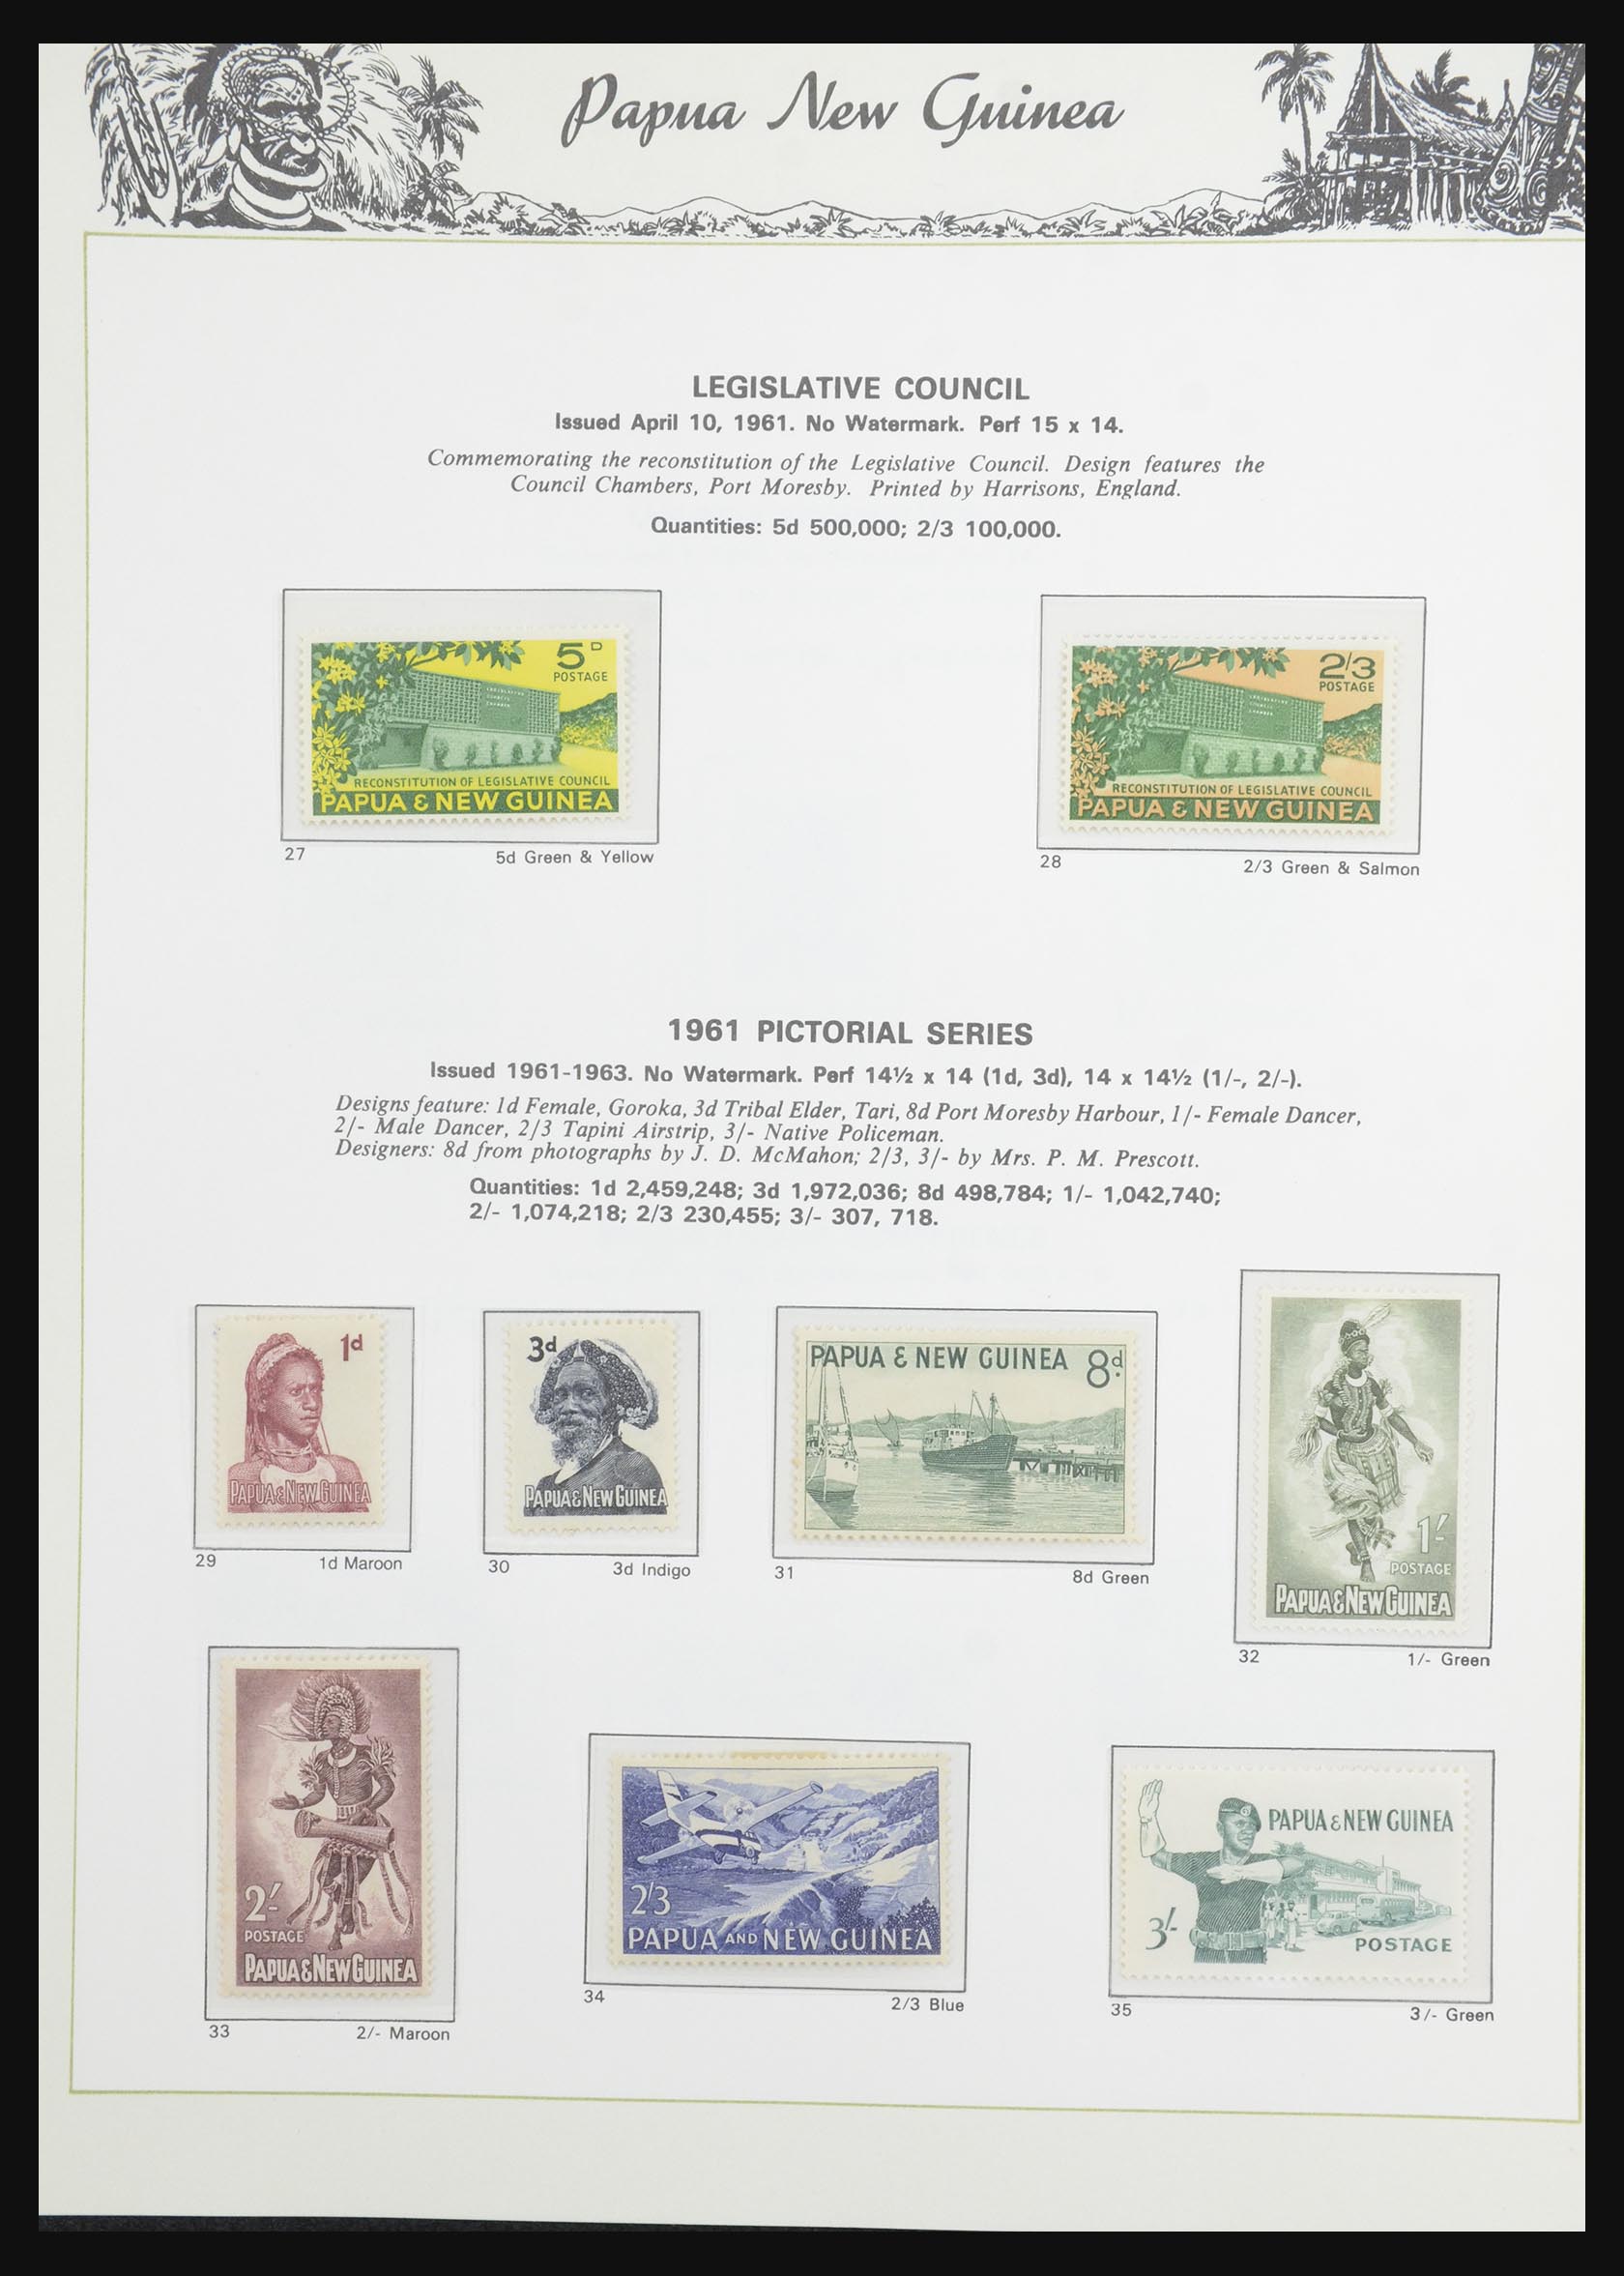 Papua New Guinea
LEGISLATIVE COUNCIL
Issued April 10, 1961. No Watermark. Perf 15 x 14.
Commemorating the reconstitution of the Legislative Council. Design features the
Council Chambers, Port Moresby. Printed by Harrisons, England.
Quantities: 5d 500,000; 2/3 100,000.
5D
POSTAGE
LEGISLATIVE
COUNCIL
CHAMBER
RECONSTITUTION OF LEGISLATIVE COUNCIL
PAPUA & NEW GUINEA
27 5d Green & Yellow
2/3
POSTAGE
LEGISLATIVE
COUNCIL
CHAMBER
RECONSTITUTION OF LEGISLATIVE COUNCIL
PAPUA & NEW GUINEA
28 2/3 Green & Salmon
1961 PICTORIAL SERIES
Issued 1961-1963. No Watermark. Perf 14½ x 14 (1d, 3d), 14 x 14½ (1/-, 2/-).
Designs feature: 1d Female, Goroka, 3d Tribal Elder, Tari, 8d Port Moresby Harbour, 1/- Female Dancer,
2/- Male Dancer, 2/3 Tapini Airstrip, 3/- Native Policeman.
Designers: 8d from photographs by J. D. McMahon; 2/3, 3/- by Mrs. P. M. Prescott.
Quantities: 1d 2,459,248; 3d 1,972,036; 8d 498,784; 1/- 1,042,740;
2/- 1,074,218; 2/3 230,455; 3/- 307, 718.
1d
PAPUA & NEW GUINEA
29 1d Maroon
3d
PAPUA & NEW GUINEA
30 3d Indigo
PAPUA & NEW GUINEA 8d
31 8d Green
1/-
POSTAGE
PAPUA & NEW GUINEA
32 1/- Green
2/-
POSTAGE
PAPUA & NEW GUINEA
33 2/- Maroon
2/3
PAPUA AND NEW GUINEA
34 2/3 Blue
PAPUA & NEW GUINEA
3/-
POSTAGE
35 3/- Green